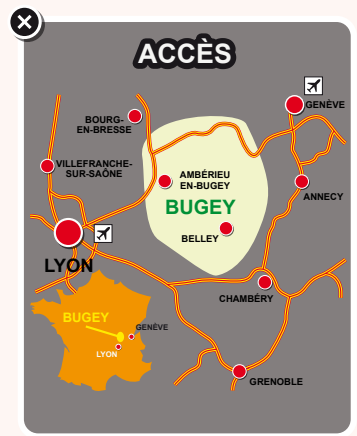 ACCÈS
GENÈVE
BOURG-
EN-BRESSE
VILLEFRANCHE-
SUR-SAÔNE
AMBÉRIEU
EN-BUGEY
ANNECY
BUGEY
BELLEY
LYON
CHAMBÉRY
BUGEY
GENÈVE
LYON
GRENOBLE